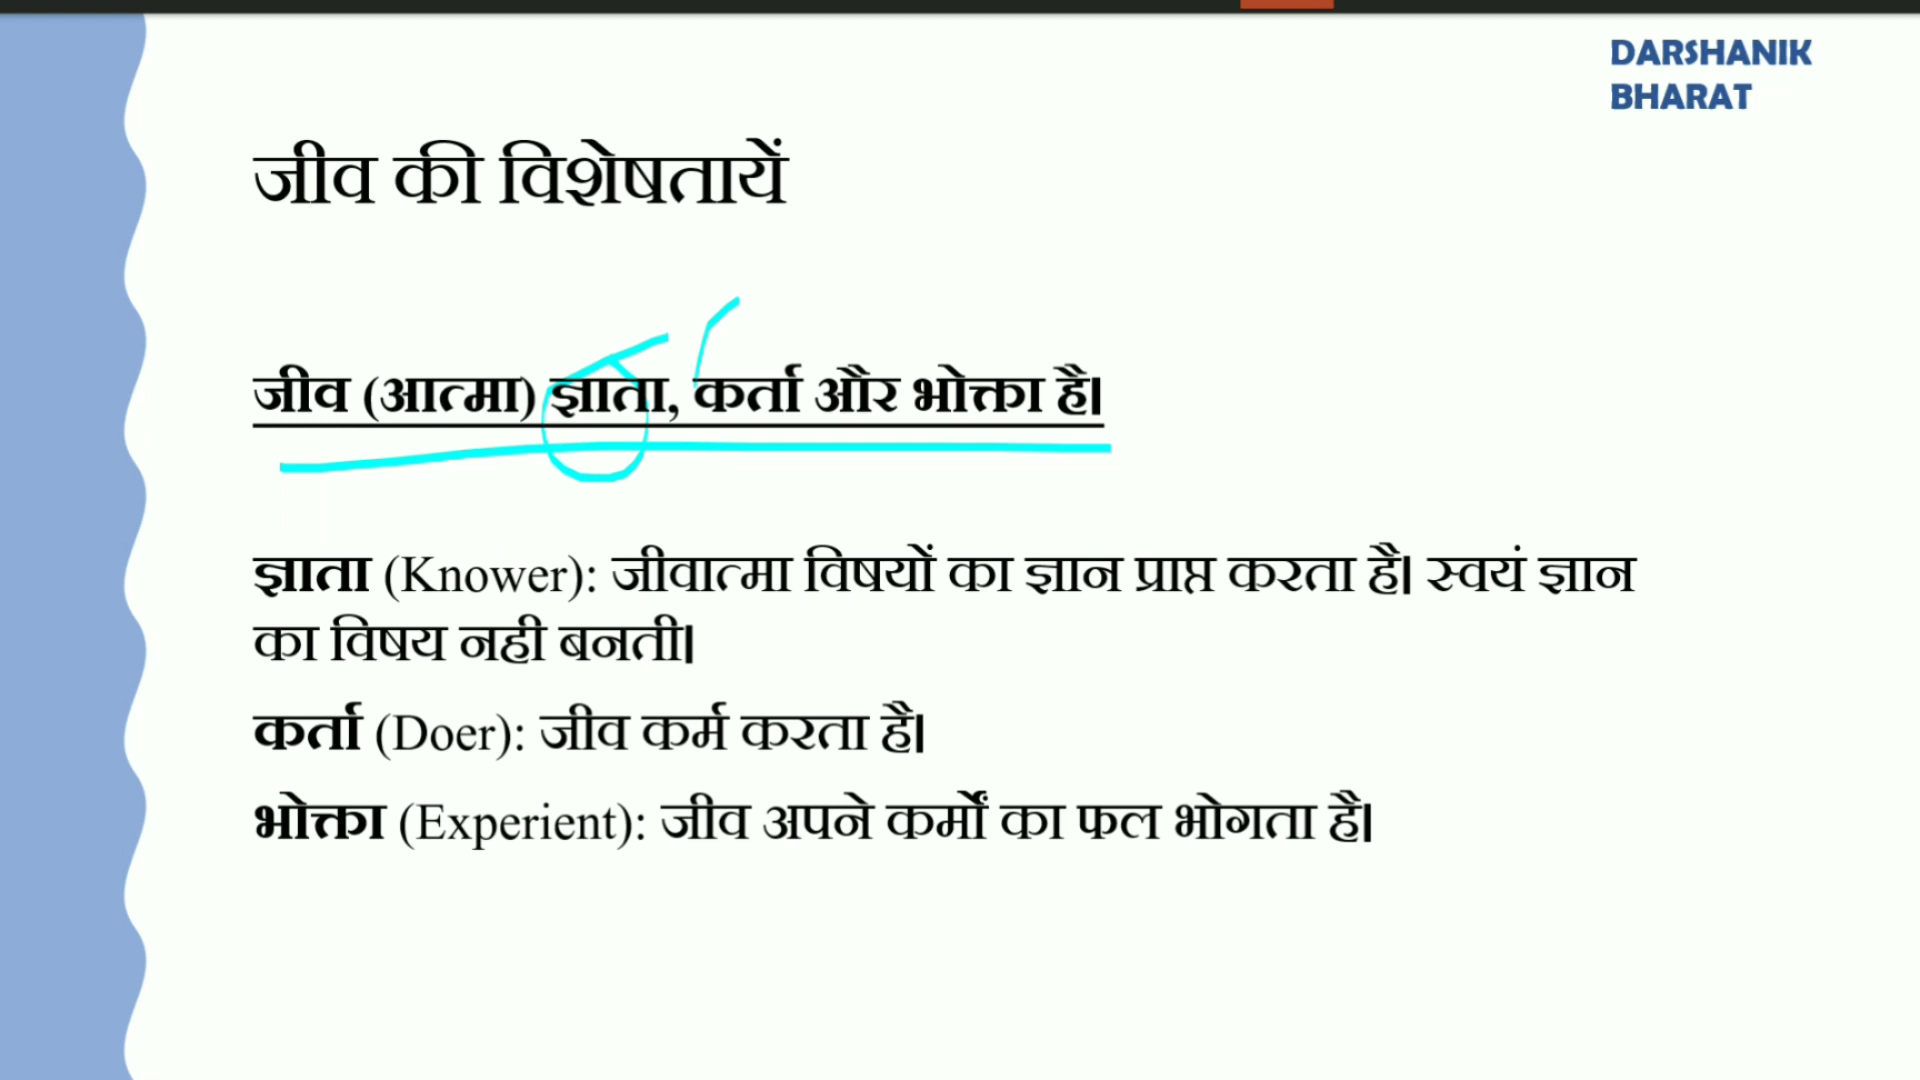 DARSHANIK
BHARAT
जीव की विशेषतायें
जीव (आत्मा) ज्ञाता, कर्ता और भोक्ता है।
ज्ञाता (Knower): जीवात्मा विषयों का ज्ञान प्राप्त करता है। स्वयं ज्ञान
का विषय नही बनती।
कर्ता (Doer): जीव कर्म करता है।
भोक्ता (Experient): जीव अपने कर्मों का फल भोगता है।